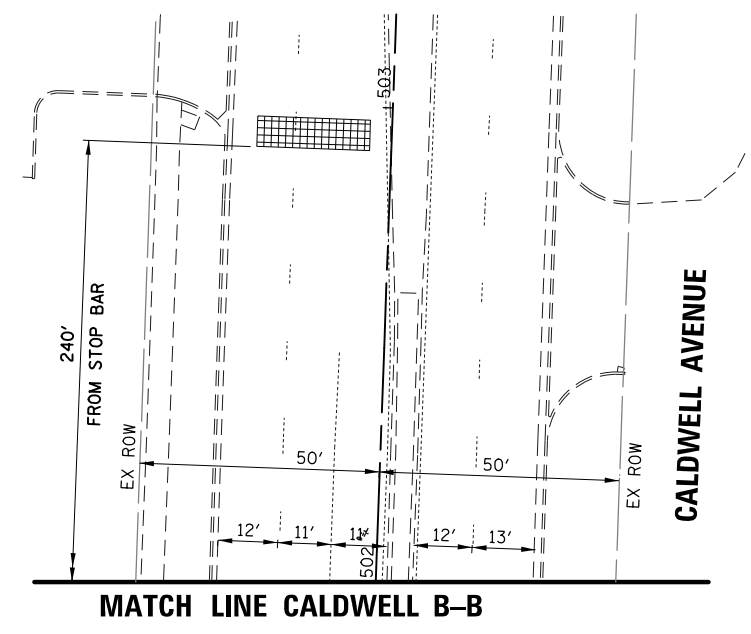 503
240'
FROM STOP BAR
CALDWELL AVENUE
EX ROW
50'
50'
EX ROW
12'
11'
11'
12'
13'
502
MATCH LINE CALDWELL B–B